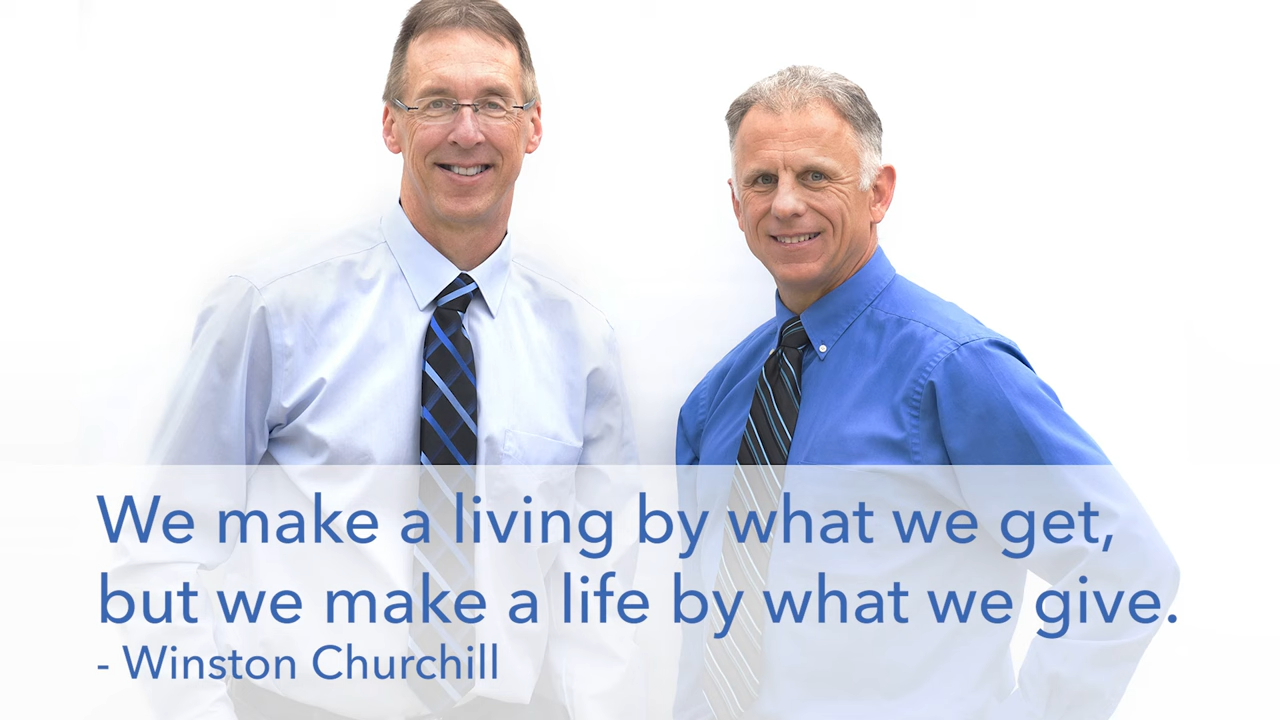 We make a living by what we get,
but we make a life by what we give.
- Winston Churchill